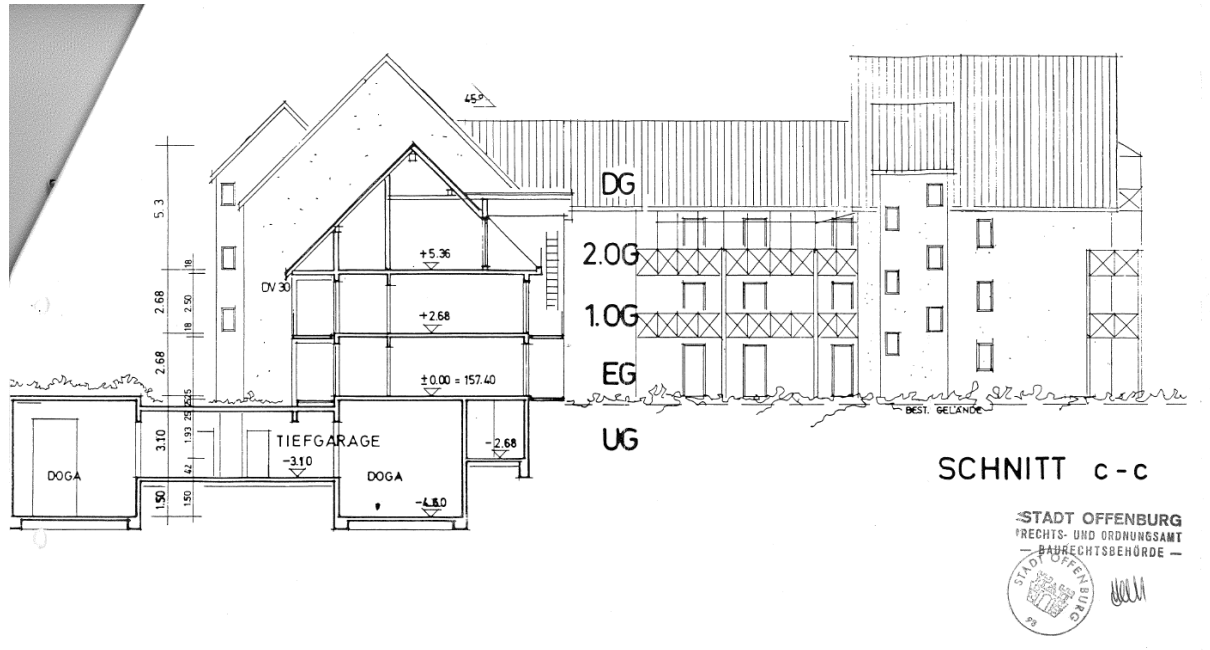 45°
DG
5.3
+5.36
2.OG
18
DV 30
2.68
2.50
+2.68
1.OG
18
2.68
±0.00 = 157.40
EG
25
25
BEST. GELÄNDE
3.10
1.93
TIEFGARAGE
-2.68
UG
-3.10
42
DOGA
DOGA
SCHNITT c-c
1.50
1.50
STADT OFFENBURG
RECHTS- UND ORDNUNGSAMT
— BAURECHTSBEHÖRDE —
STADT OFFENBURG